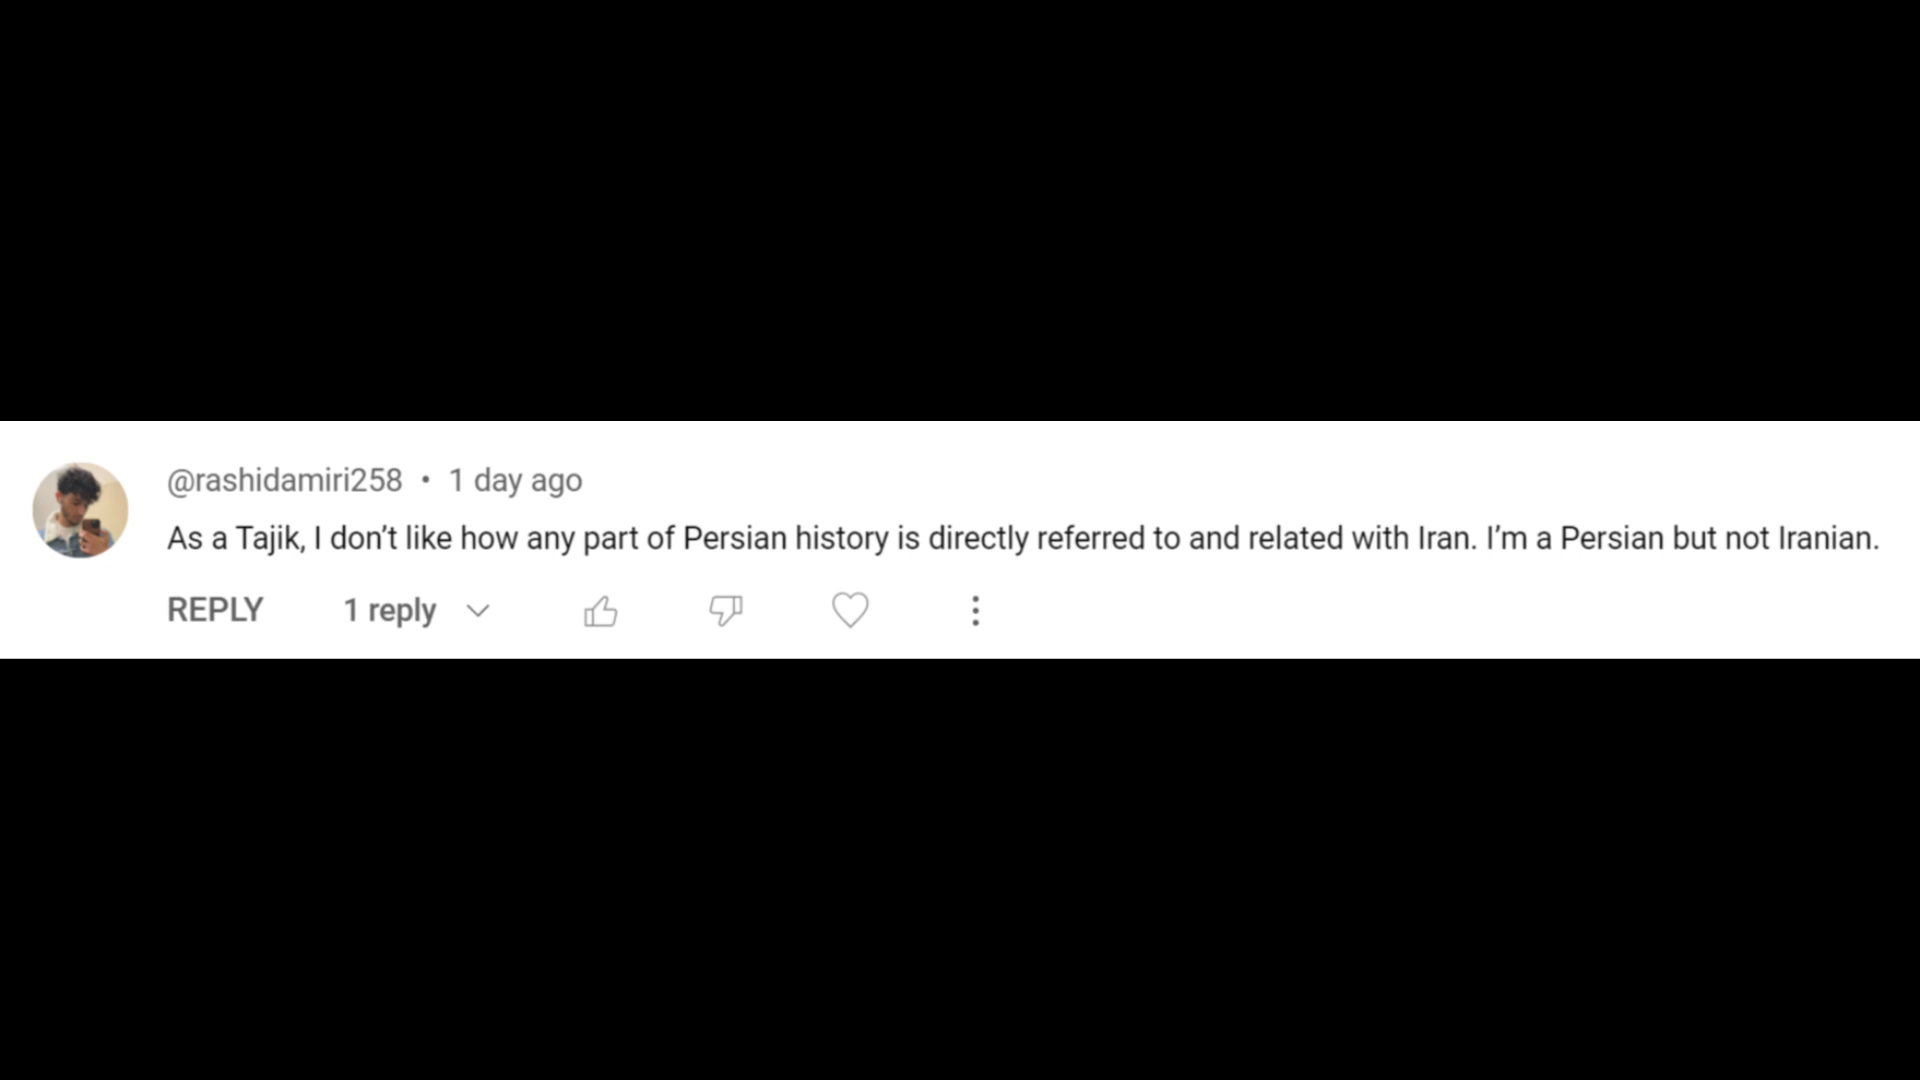 @rashidamiri258 • 1 day ago
As a Tajik, I don’t like how any part of Persian history is directly referred to and related with Iran. I’m a Persian but not Iranian.
REPLY 1 reply